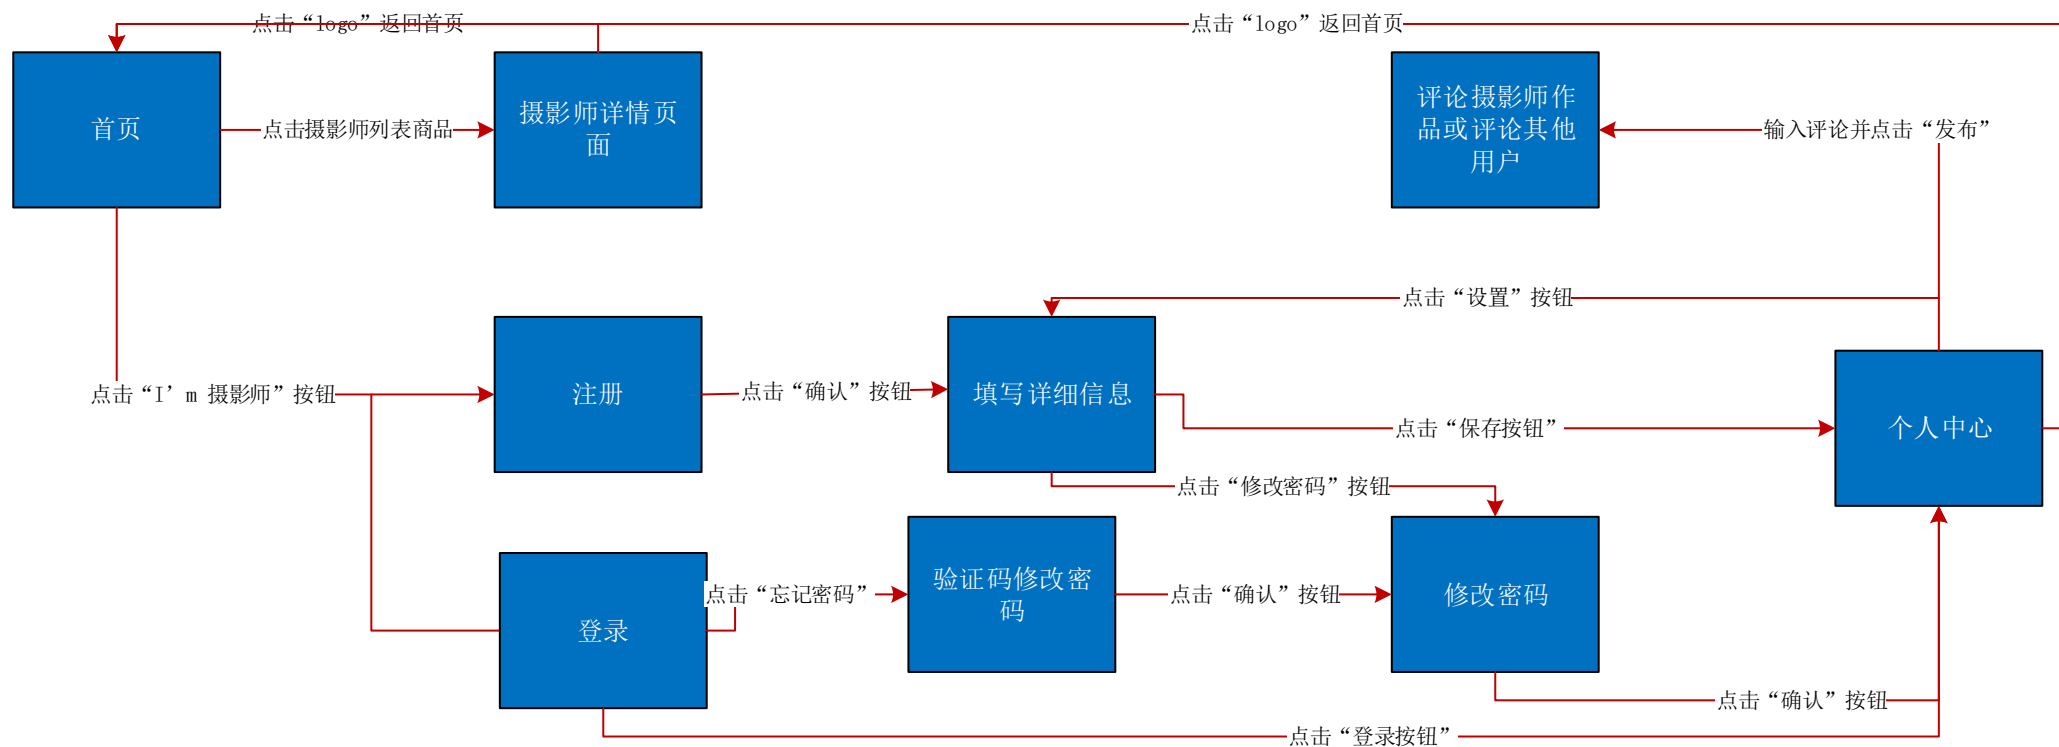 点击“logo”返回首页
点击“logo”返回首页
首页
点击摄影师列表商品
摄影师详情页
面
评论摄影师作
品或评论其他
用户
输入评论并点击“发布”
点击“设置”按钮
点击“I’m 摄影师”按钮
注册
点击“确认”按钮
填写详细信息
点击“保存按钮”
个人中心
点击“修改密码”按钮
登录
点击“忘记密码”
验证码修改密
码
点击“确认”按钮
修改密码
点击“确认”按钮
点击“登录按钮”